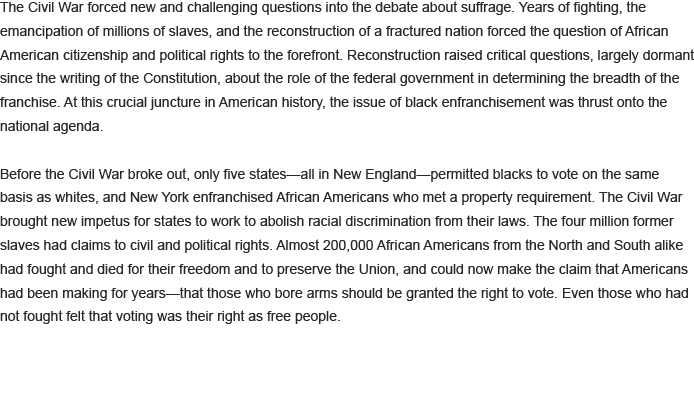 The Civil War forced new and challenging questions into the debate about suffrage. Years of fighting, the
emancipation of millions of slaves, and the reconstruction of a fractured nation forced the question of African
American citizenship and political rights to the forefront. Reconstruction raised critical questions, largely dormant
since the writing of the Constitution, about the role of the federal government in determining the breadth of the
franchise. At this crucial juncture in American history, the issue of black enfranchisement was thrust onto the
national agenda.
Before the Civil War broke out, only five states—all in New England—permitted blacks to vote on the same
basis as whites, and New York enfranchised African Americans who met a property requirement. The Civil War
brought new impetus for states to work to abolish racial discrimination from their laws. The four million former
slaves had claims to civil and political rights. Almost 200,000 African Americans from the North and South alike
had fought and died for their freedom and to preserve the Union, and could now make the claim that Americans
had been making for years—that those who bore arms should be granted the right to vote. Even those who had
not fought felt that voting was their right as free people.